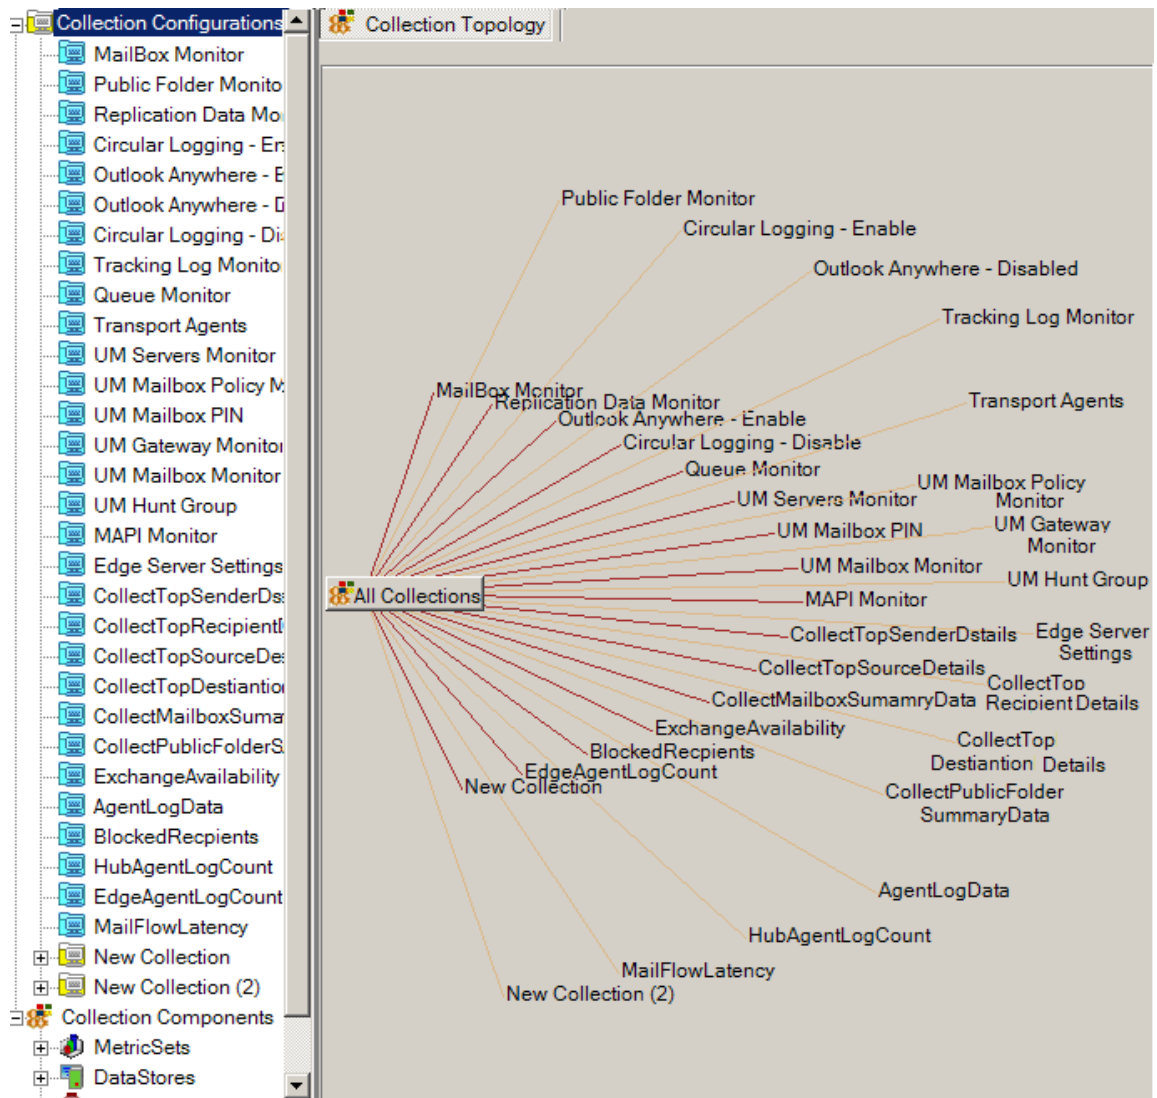 Collection Configurations
MailBox Monitor
Public Folder Monito
Replication Data Mo
Circular Logging - En
Outlook Anywhere - E
Outlook Anywhere - D
Circular Logging - Dis
Tracking Log Monito
Queue Monitor
Transport Agents
UM Servers Monitor
UM Mailbox Policy M
UM Mailbox PIN
UM Gateway Monitor
UM Mailbox Monitor
UM Hunt Group
MAPI Monitor
Edge Server Settings
CollectTopSenderDs
CollectTopRecipientD
CollectTopSourceDe
CollectTopDestiantio
CollectMailboxSumam
CollectPublicFolderS
ExchangeAvailability
AgentLogData
BlockedRecpients
HubAgentLogCount
EdgeAgentLogCount
MailFlowLatency
New Collection
New Collection (2)
Collection Components
MetricSets
DataStores
Collection Topology
Public Folder Monitor
Circular Logging - Enable
Outlook Anywhere - Disabled
Tracking Log Monitor
MailBox Monitor
Replication Data Monitor
Transport Agents
Outlook Anywhere - Enable
Circular Logging - Disable
Queue Monitor
UM Mailbox Policy
Monitor
UM Servers Monitor
UM Gateway
Monitor
UM Mailbox PIN
UM Mailbox Monitor
UM Hunt Group
All Collections
MAPI Monitor
CollectTopSenderDstails
Edge Server
Settings
CollectTopSourceDetails
CollectTop
Recipient Details
CollectMailboxSumamryData
ExchangeAvailability
CollectTop
Destiantion Details
BlockedRecpients
EdgeAgentLogCount
New Collection
CollectPublicFolder
SummaryData
AgentLogData
HubAgentLogCount
MailFlowLatency
New Collection (2)